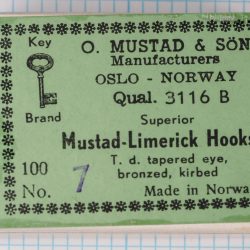 Key
Brand
O. MUSTAD & SÖN
Manufacturers
OSLO - NORWAY
Qual. 3116 B
Superior
Mustad-Limerick Hooks
T. d. tapered eye,
bronzed, kirbed
100
No. 7
Made in Norwa